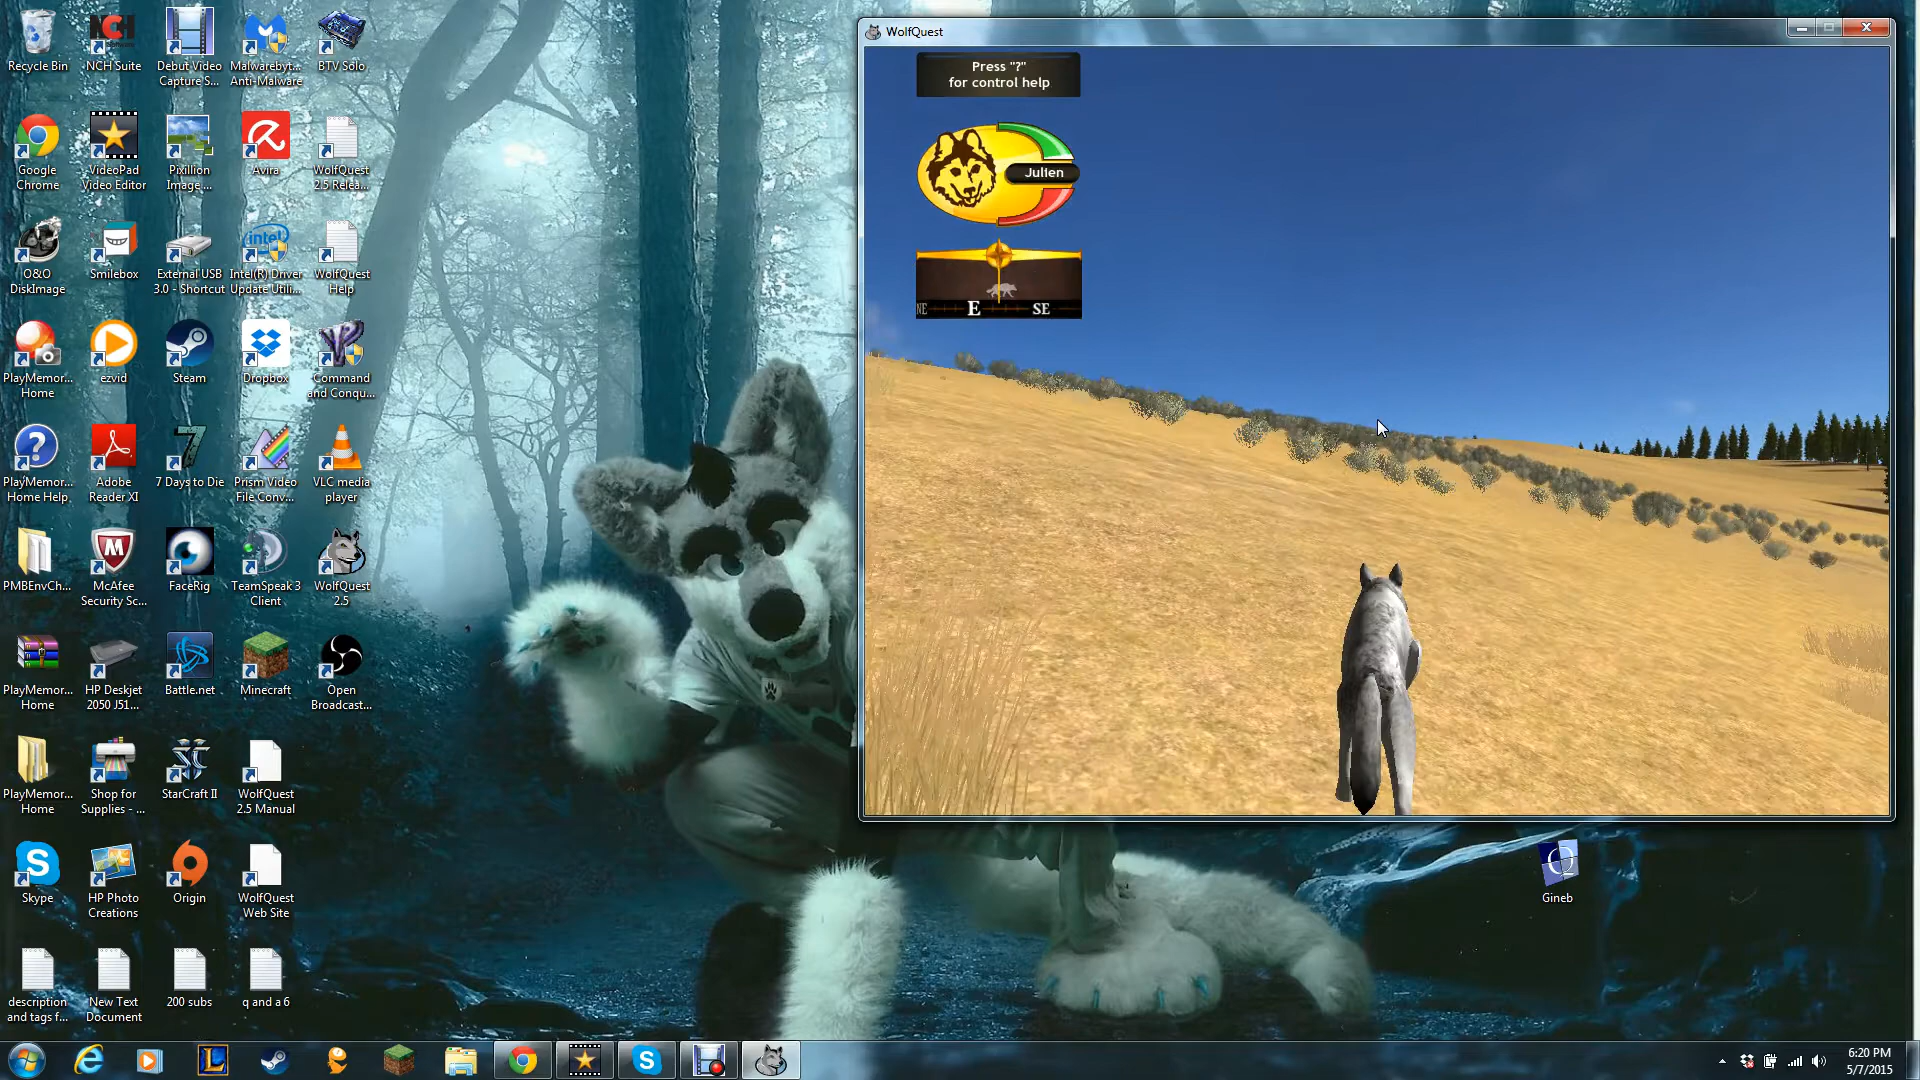 Recycle Bin
NCH Suite
Debut Video
Capture S...
Malwarebyt...
Anti-Malware
BTV Solo
Google
Chrome
VideoPad
Video Editor
Pixillion
Image ...
Avira
WolfQuest
2.5 Relea...
O&O
DiskImage
Smilebox
External USB
3.0 - Shortcut
intel
Intel(R) Driver
Update Utili...
WolfQuest
Help
PlayMemor...
Home
ezvid
Steam
Dropbox
Command
and Conqu...
PlayMemor...
Home Help
Adobe
Reader XI
7 Days to Die
Prism Video
File Conv...
VLC media
player
PMBEnvCh...
McAfee
Security Sc...
FaceRig
TeamSpeak 3
Client
WolfQuest
2.5
PlayMemor...
Home
HP Deskjet
2050 J51...
Battle.net
Minecraft
Open
Broadcast...
PlayMemor...
Home
Shop for
Supplies - ...
StarCraft II
WolfQuest
2.5 Manual
Skype
HP Photo
Creations
Origin
WolfQuest
Web Site
description
and tags f...
New Text
Document
200 subs
q and a 6
WolfQuest
Press "?"
for control help
Julien
NE E SE
Gineb
6:20 PM
5/7/2015